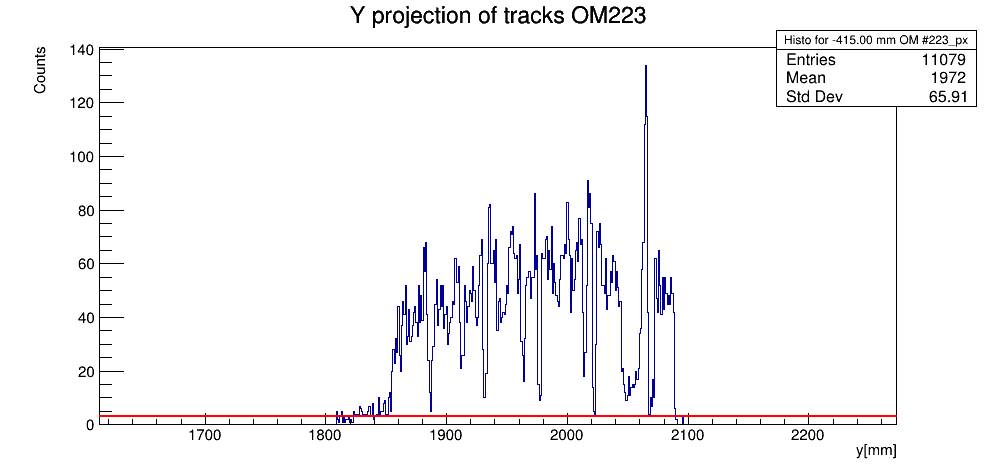 Y projection of tracks OM223
Histo for -415.00 mm OM #223_px
Entries 11079
Mean 1972
Std Dev 65.91
Counts
140
120
100
80
60
40
20
0
1700 1800 1900 2000 2100 2200
y[mm]